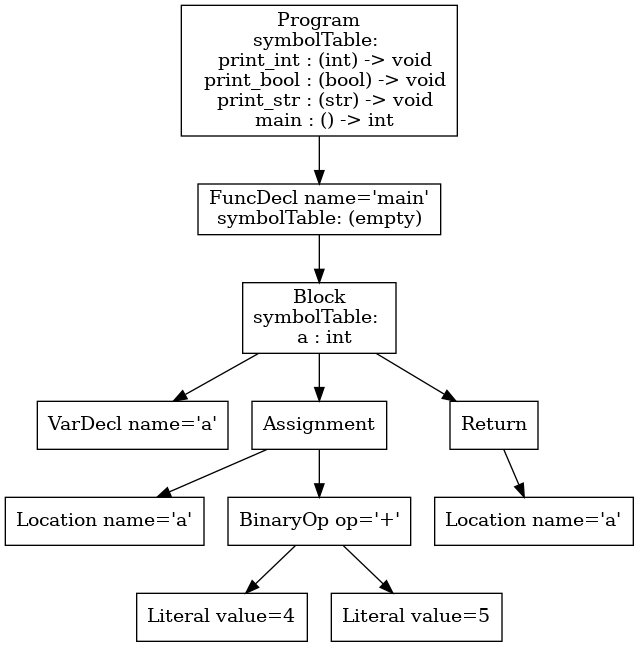 Program
symbolTable:
print_int : (int) -> void
print_bool : (bool) -> void
print_str : (str) -> void
main : () -> int
FuncDecl name='main'
symbolTable: (empty)
Block
symbolTable:
a : int
VarDecl name='a'
Assignment
Return
Location name='a'
BinaryOp op='+'
Location name='a'
Literal value=4
Literal value=5